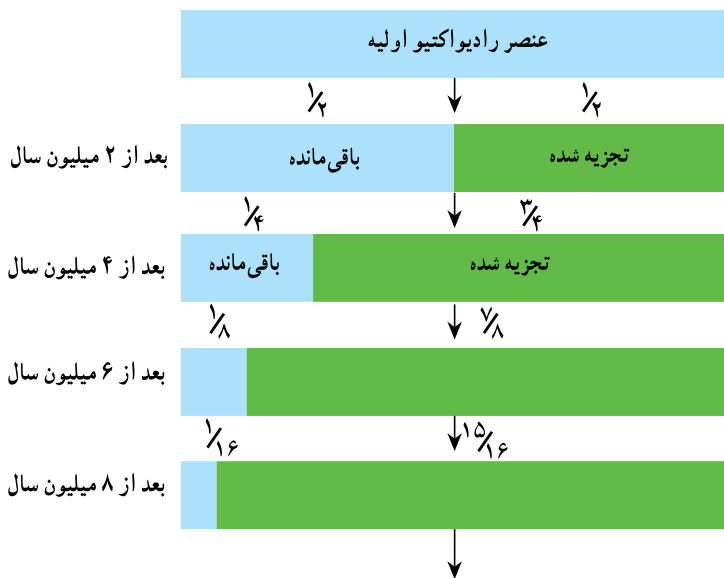 عنصر رادیواکتیو اولیه
۱/۲ ۱/۲
بعد از ۲ میلیون سال باقی‌مانده تجزیه شده
۱/۴ ۳/۴
بعد از ۴ میلیون سال باقی‌مانده تجزیه شده
۱/۸ ۷/۸
بعد از ۶ میلیون سال
۱/۱۶ ۱۵/۱۶
بعد از ۸ میلیون سال